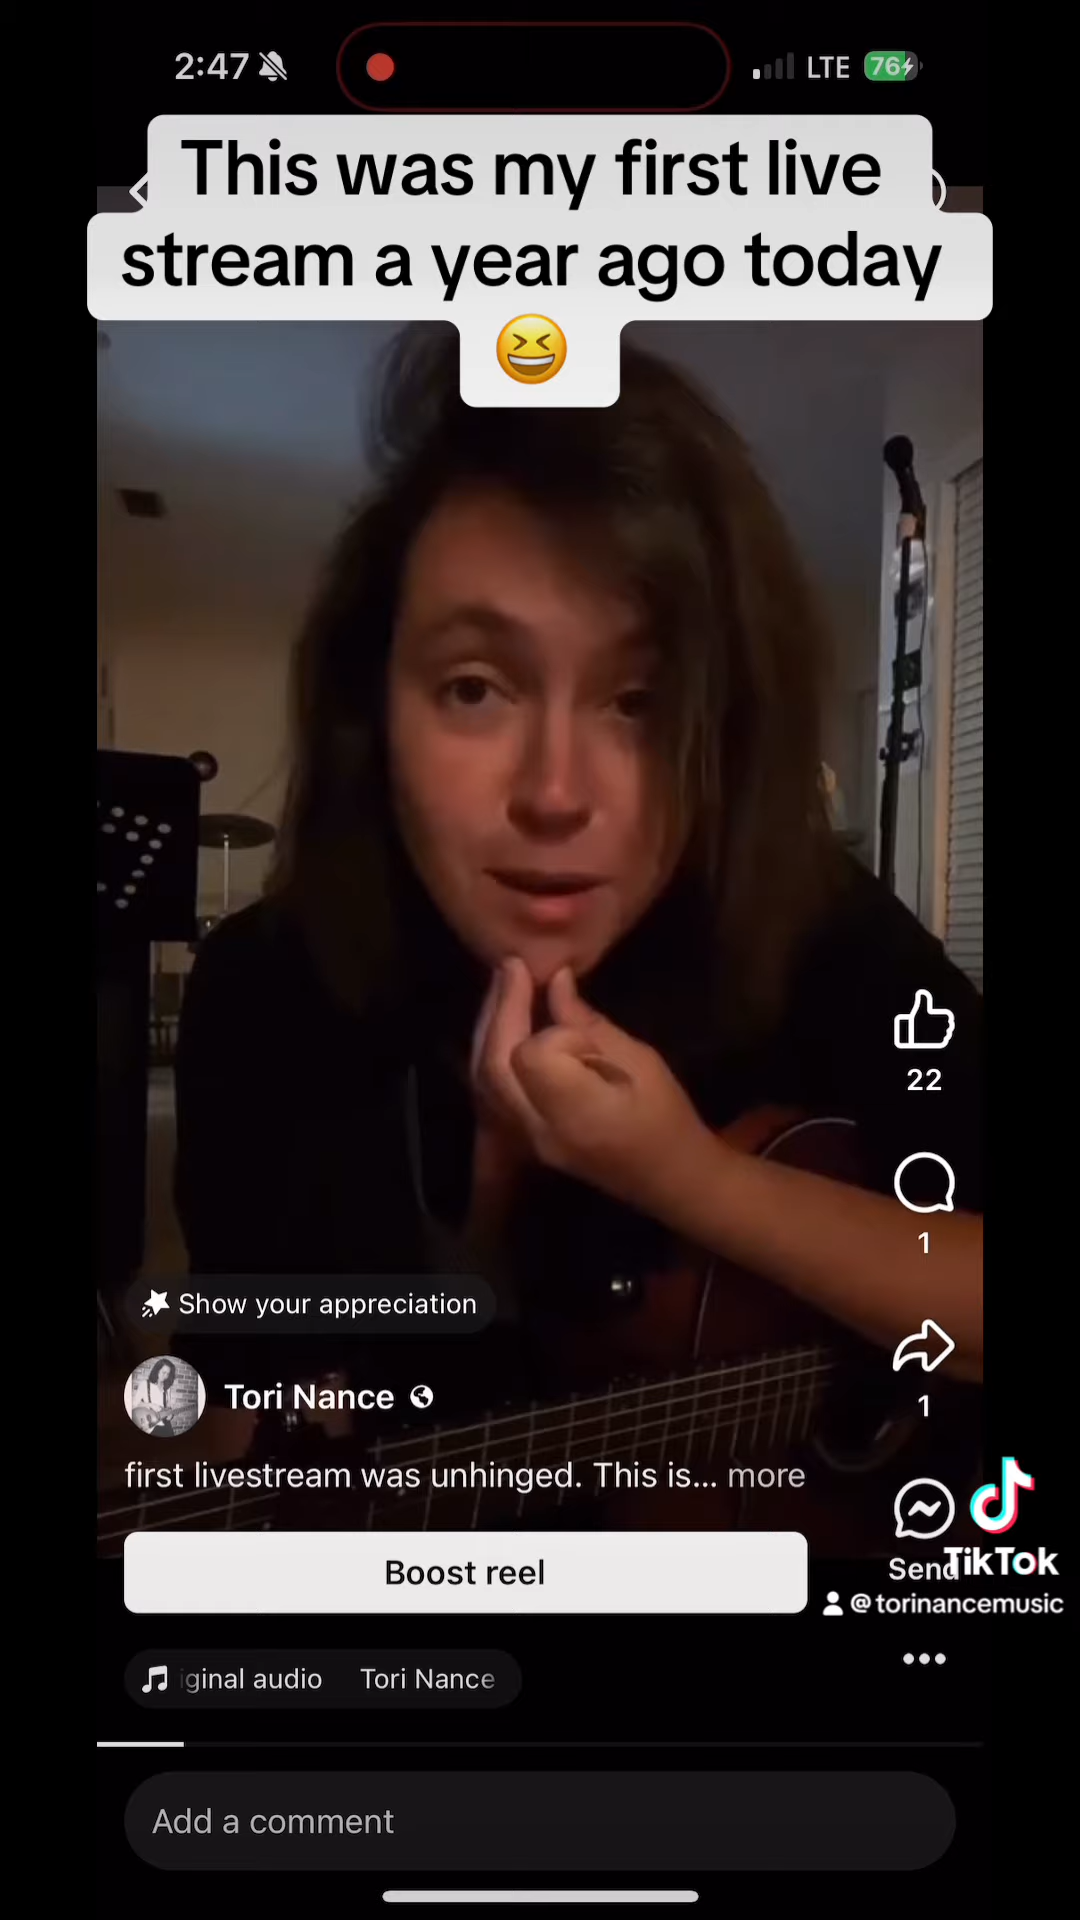 2:47
LTE
76
This was my first live
stream a year ago today
😆
22
1
Show your appreciation
1
Tori Nance
first livestream was unhinged. This is... more
Boost reel
Send
TikTok
@torinancemusic
iginal audio Tori Nance
Add a comment